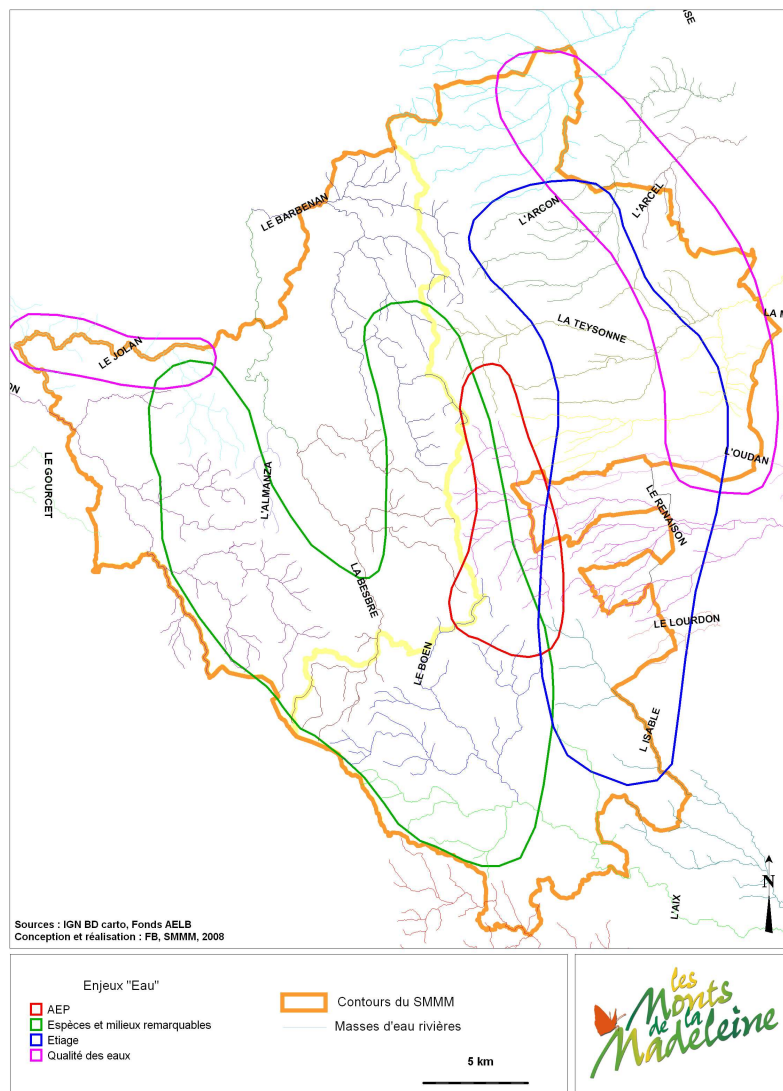 SE
LE BARBENAN
L'ARCON
L'ARCEL
LA TEYSONNE
LA M
LE JOLAN
ON
LE GOURCET
L'ALMANZA
L'OUDAN
LE RENAISON
LA BESBRE
LE LOURDON
LE BOEN
L ISABLE
L'AIX
N
Sources : IGN BD carto, Fonds AELB
Conception et réalisation : FB, SMMM, 2008
Enjeux "Eau"
AEP
Espèces et milieux remarquables
Etiage
Qualité des eaux
Contours du SMMM
Masses d'eau rivières
5 km
les
Monts
de la
Madeleine